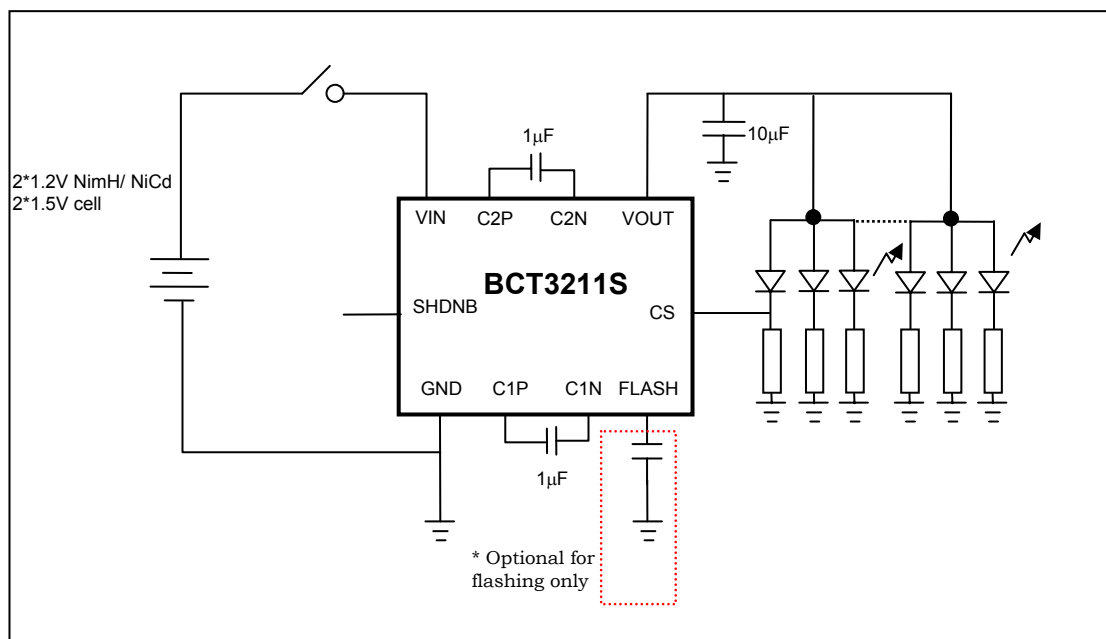 1μF
10μF
2*1.2V NimH/ NiCd
2*1.5V cell
VIN
C2P
C2N
VOUT
BCT3211S
SHDNB
CS
GND
C1P
C1N
FLASH
1μF
* Optional for
flashing only